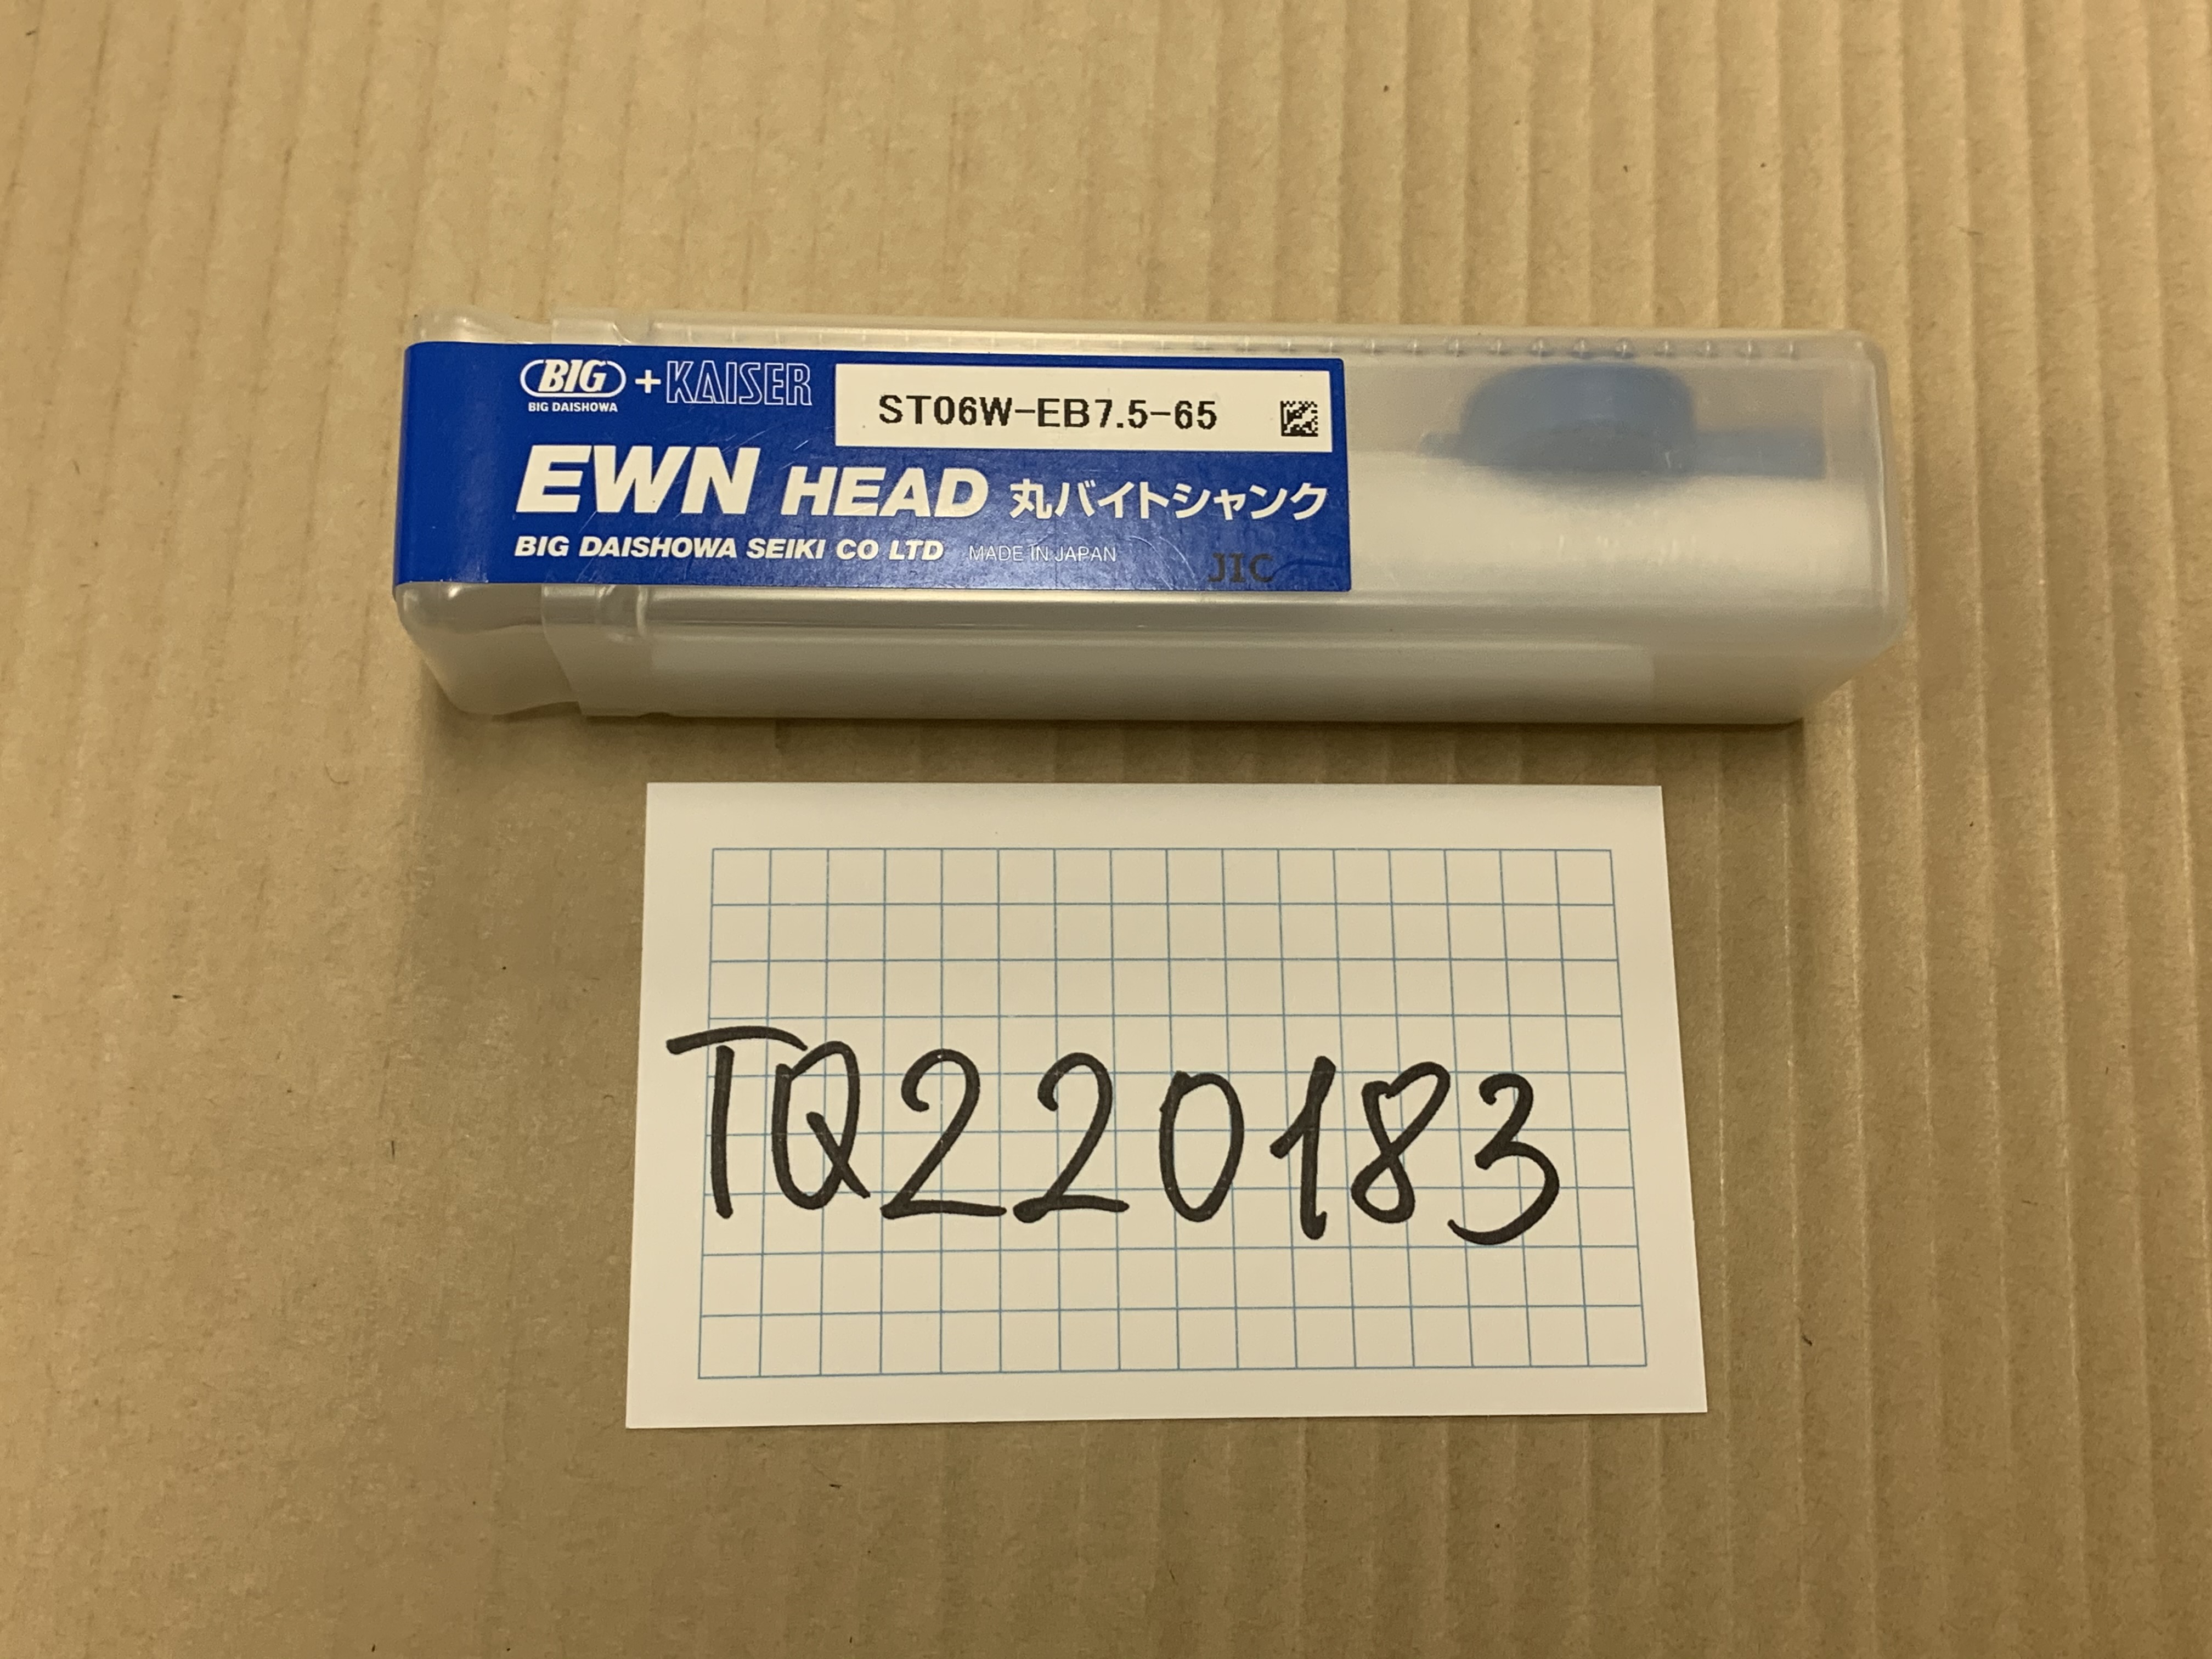 BIG + KAISER
BIG DAISHOWA
ST06W-EB7.5-65
EWN HEAD 丸バイトシャンク
BIG DAISHOWA SEIKI CO LTD MADE IN JAPAN
JIC
TQ220183